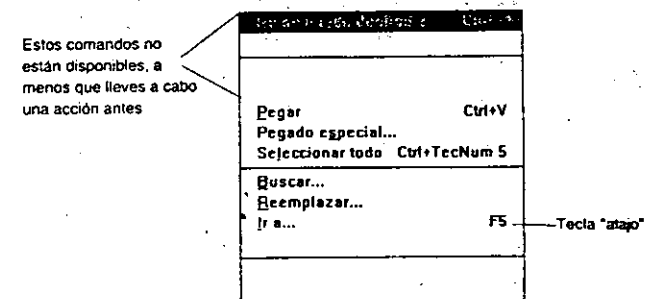 Estos comandos no
están disponibles, a
menos que lleves a cabo
una acción antes
Pegar Ctrl+V
Pegado especial...
Seleccionar todo Ctrl+TecNum 5
Buscar...
Reemplazar...
Ir a... F5
Tecla "atajo"